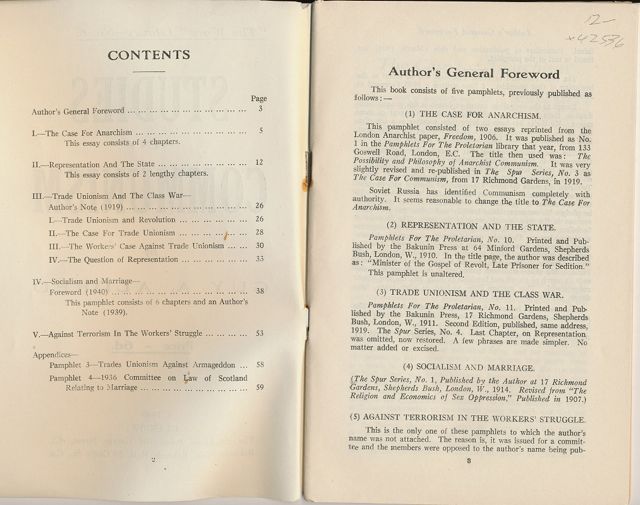 CONTENTS
Page
Author's General Foreword ... ... ... ... ... ... ... ... ... 3
I.—The Case For Anarchism ... ... ... ... ... ... ... ... 5
This essay consists of 4 chapters.
II.—Representation And The State ... ... ... ... ... ... ... 12
This essay consists of 2 lengthy chapters.
III.—Trade Unionism And The Class War—
Author's Note (1919) ... ... ... ... ... ... ... ... 26
I.—Trade Unionism and Revolution ... ... ... ... ... 26
II.—The Case For Trade Unionism ... ... ... ... ... 28
III.—The Workers' Case Against Trade Unionism ... ... 30
IV.—The Question of Representation ... ... ... ... ... 33
IV.—Socialism and Marriage—
Foreword (1940) ... ... ... ... ... ... ... ... ... 38
This pamphlet consists of 6 chapters and an Author's
Note (1939).
V.—Against Terrorism In The Workers' Struggle ... ... ... ... 53
Appendices—
Pamphlet 3—Trades Unionism Against Armageddon ... ... 58
Pamphlet 4—1936 Committee on Law of Scotland
Relating to Marriage ... ... ... ... ... ... 59
2
12-
x42536
Author's General Foreword
This book consists of five pamphlets, previously published as
follows:—
(1) THE CASE FOR ANARCHISM.
This pamphlet consisted of two essays reprinted from the
London Anarchist paper, Freedom, 1906. It was published as No.
1 in the Pamphlets For The Proletarian library that year, from 133
Goswell Road, London, E.C. The title then used was: The
Possibility and Philosophy of Anarchist Communism. It was very
slightly revised and re-published in The Spur Series, No. 3 as
The Case For Communism, from 17 Richmond Gardens, in 1919.
Soviet Russia has identified Communism completely with
authority. It seems reasonable to change the title to The Case For
Anarchism.
(2) REPRESENTATION AND THE STATE.
Pamphlets For The Proletarian, No. 10. Printed and Pub-
lished by the Bakunin Press at 64 Minford Gardens, Shepherds
Bush, London, W., 1910. In the title page, the author was described
as: "Minister of the Gospel of Revolt, Late Prisoner for Sedition."
This pamphlet is unaltered.
(3) TRADE UNIONISM AND THE CLASS WAR.
Pamphlets For The Proletarian, No. 11. Printed and Pub-
lished by the Bakunin Press, 17 Richmond Gardens, Shepherds
Bush, London, W., 1911. Second Edition, published, same address,
1919. The Spur Series, No. 4. Last Chapter, on Representation
was omitted, now restored. A few phrases are made simpler. No
matter added or excised.
(4) SOCIALISM AND MARRIAGE.
(The Spur Series, No. 1, Published by the Author at 17 Richmond
Gardens, Shepherds Bush, London, W., 1914. Revised from "The
Religion and Economics of Sex Oppression," Published in 1907.)
(5) AGAINST TERRORISM IN THE WORKERS' STRUGGLE.
This is the only one of these pamphlets to which the author's
name was not attached. The reason is, it was issued for a commit-
tee and the members were opposed to the author's name being pub-